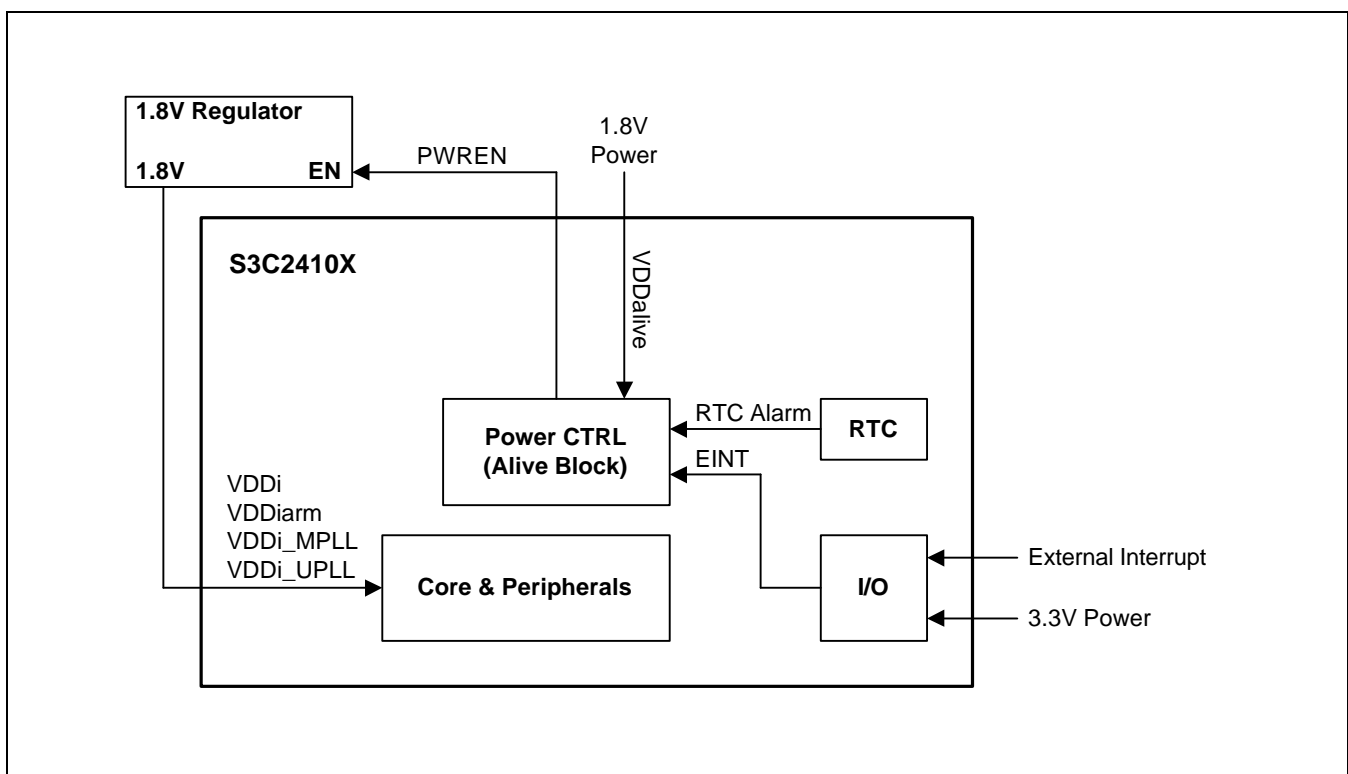 1.8V Regulator
1.8V EN
PWREN
1.8V
Power
S3C2410X
VDDalive
Power CTRL
(Alive Block)
RTC Alarm
RTC
EINT
VDDi
VDDiarm
VDDi_MPLL
VDDi_UPLL
Core & Peripherals
I/O
External Interrupt
3.3V Power